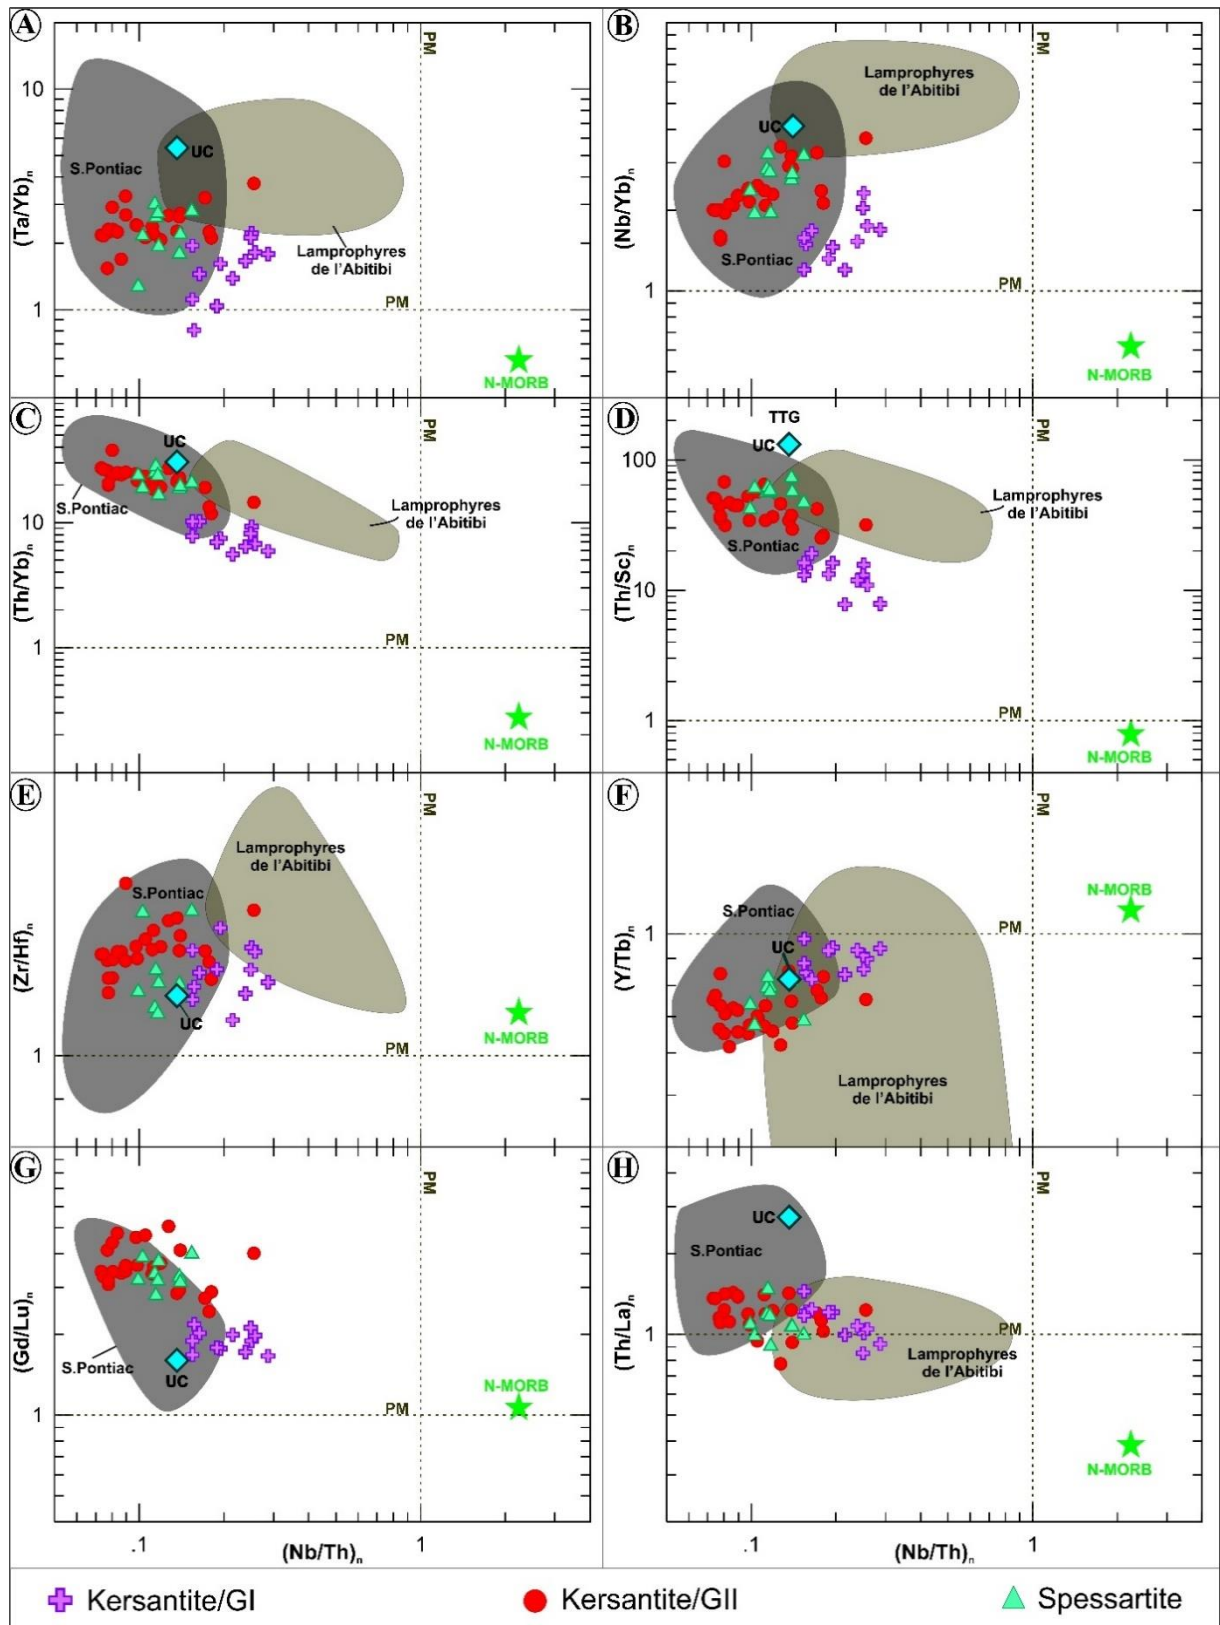 A
PM
10
UC
S.Pontiac
(Ta/Yb)n
Lamprophyres
de l'Abitibi
PM
1
N-MORB
B
PM
Lamprophyres
de l'Abitibi
UC
(Nb/Yb)n
S.Pontiac
PM
1
N-MORB
C
PM
UC
S.Pontiac
Lamprophyres
de l'Abitibi
10
(Th/Yb)n
PM
1
N-MORB
D
TTG
PM
UC
100
Lamprophyres
de l'Abitibi
S.Pontiac
(Th/Sc)n
10
PM
1
N-MORB
E
PM
Lamprophyres
de l'Abitibi
S.Pontiac
(Zr/Hf)n
UC
N-MORB
1
PM
F
PM
N-MORB
S.Pontiac
1
PM
UC
(Y/Tb)n
Lamprophyres
de l'Abitibi
G
PM
(Gd/Lu)n
S.Pontiac
UC
N-MORB
PM
1
.1
1
(Nb/Th)n
H
PM
UC
S.Pontiac
(Th/La)n
PM
1
Lamprophyres
de l'Abitibi
N-MORB
.1
1
(Nb/Th)n
Kersantite/GI
Kersantite/GII
Spessartite